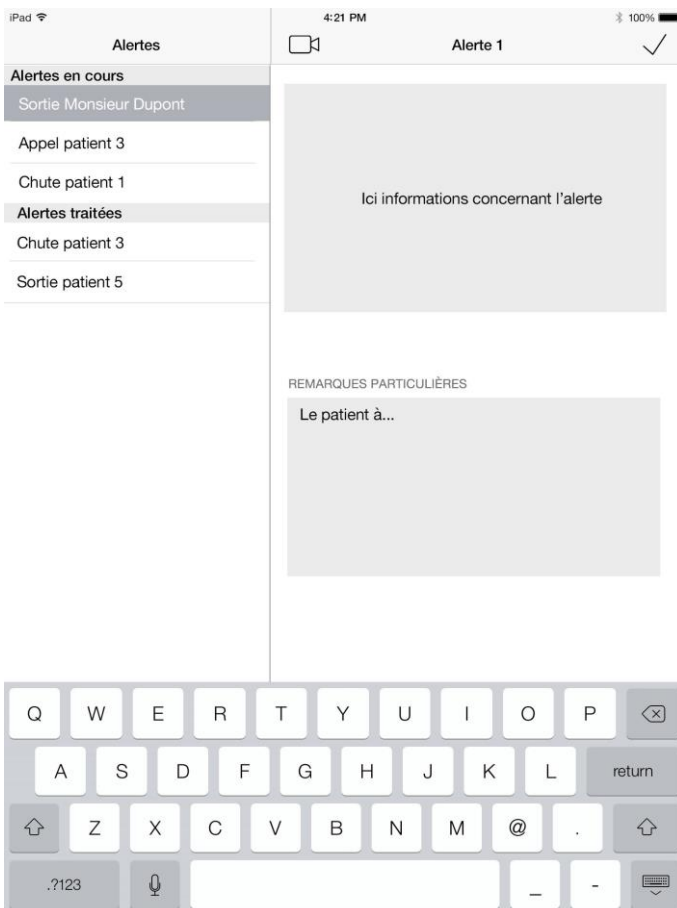 iPad 4:21 PM 100%
Alertes
Alerte 1
Alertes en cours
Sortie Monsieur Dupont
Appel patient 3
Chute patient 1
Alertes traitées
Chute patient 3
Sortie patient 5
Ici informations concernant l'alerte
REMARQUES PARTICULIÈRES
Le patient à...
Q W E R T Y U I O P
A S D F G H J K L return
Z X C V B N M @ .
.?123 _ -